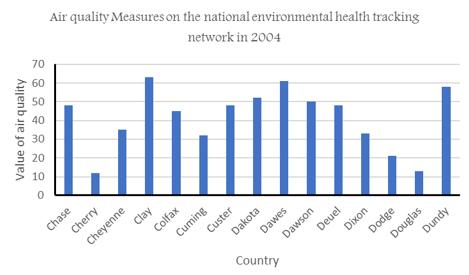 Air quality Measures on the national environmental health tracking
network in 2004
Value of air quality
70
60
50
40
30
20
10
0
Chase
Cherry
Cheyenne
Clay
Colfax
Cuming
Custer
Dakota
Dawes
Dawson
Deuel
Dixon
Dodge
Douglas
Dundy
Country